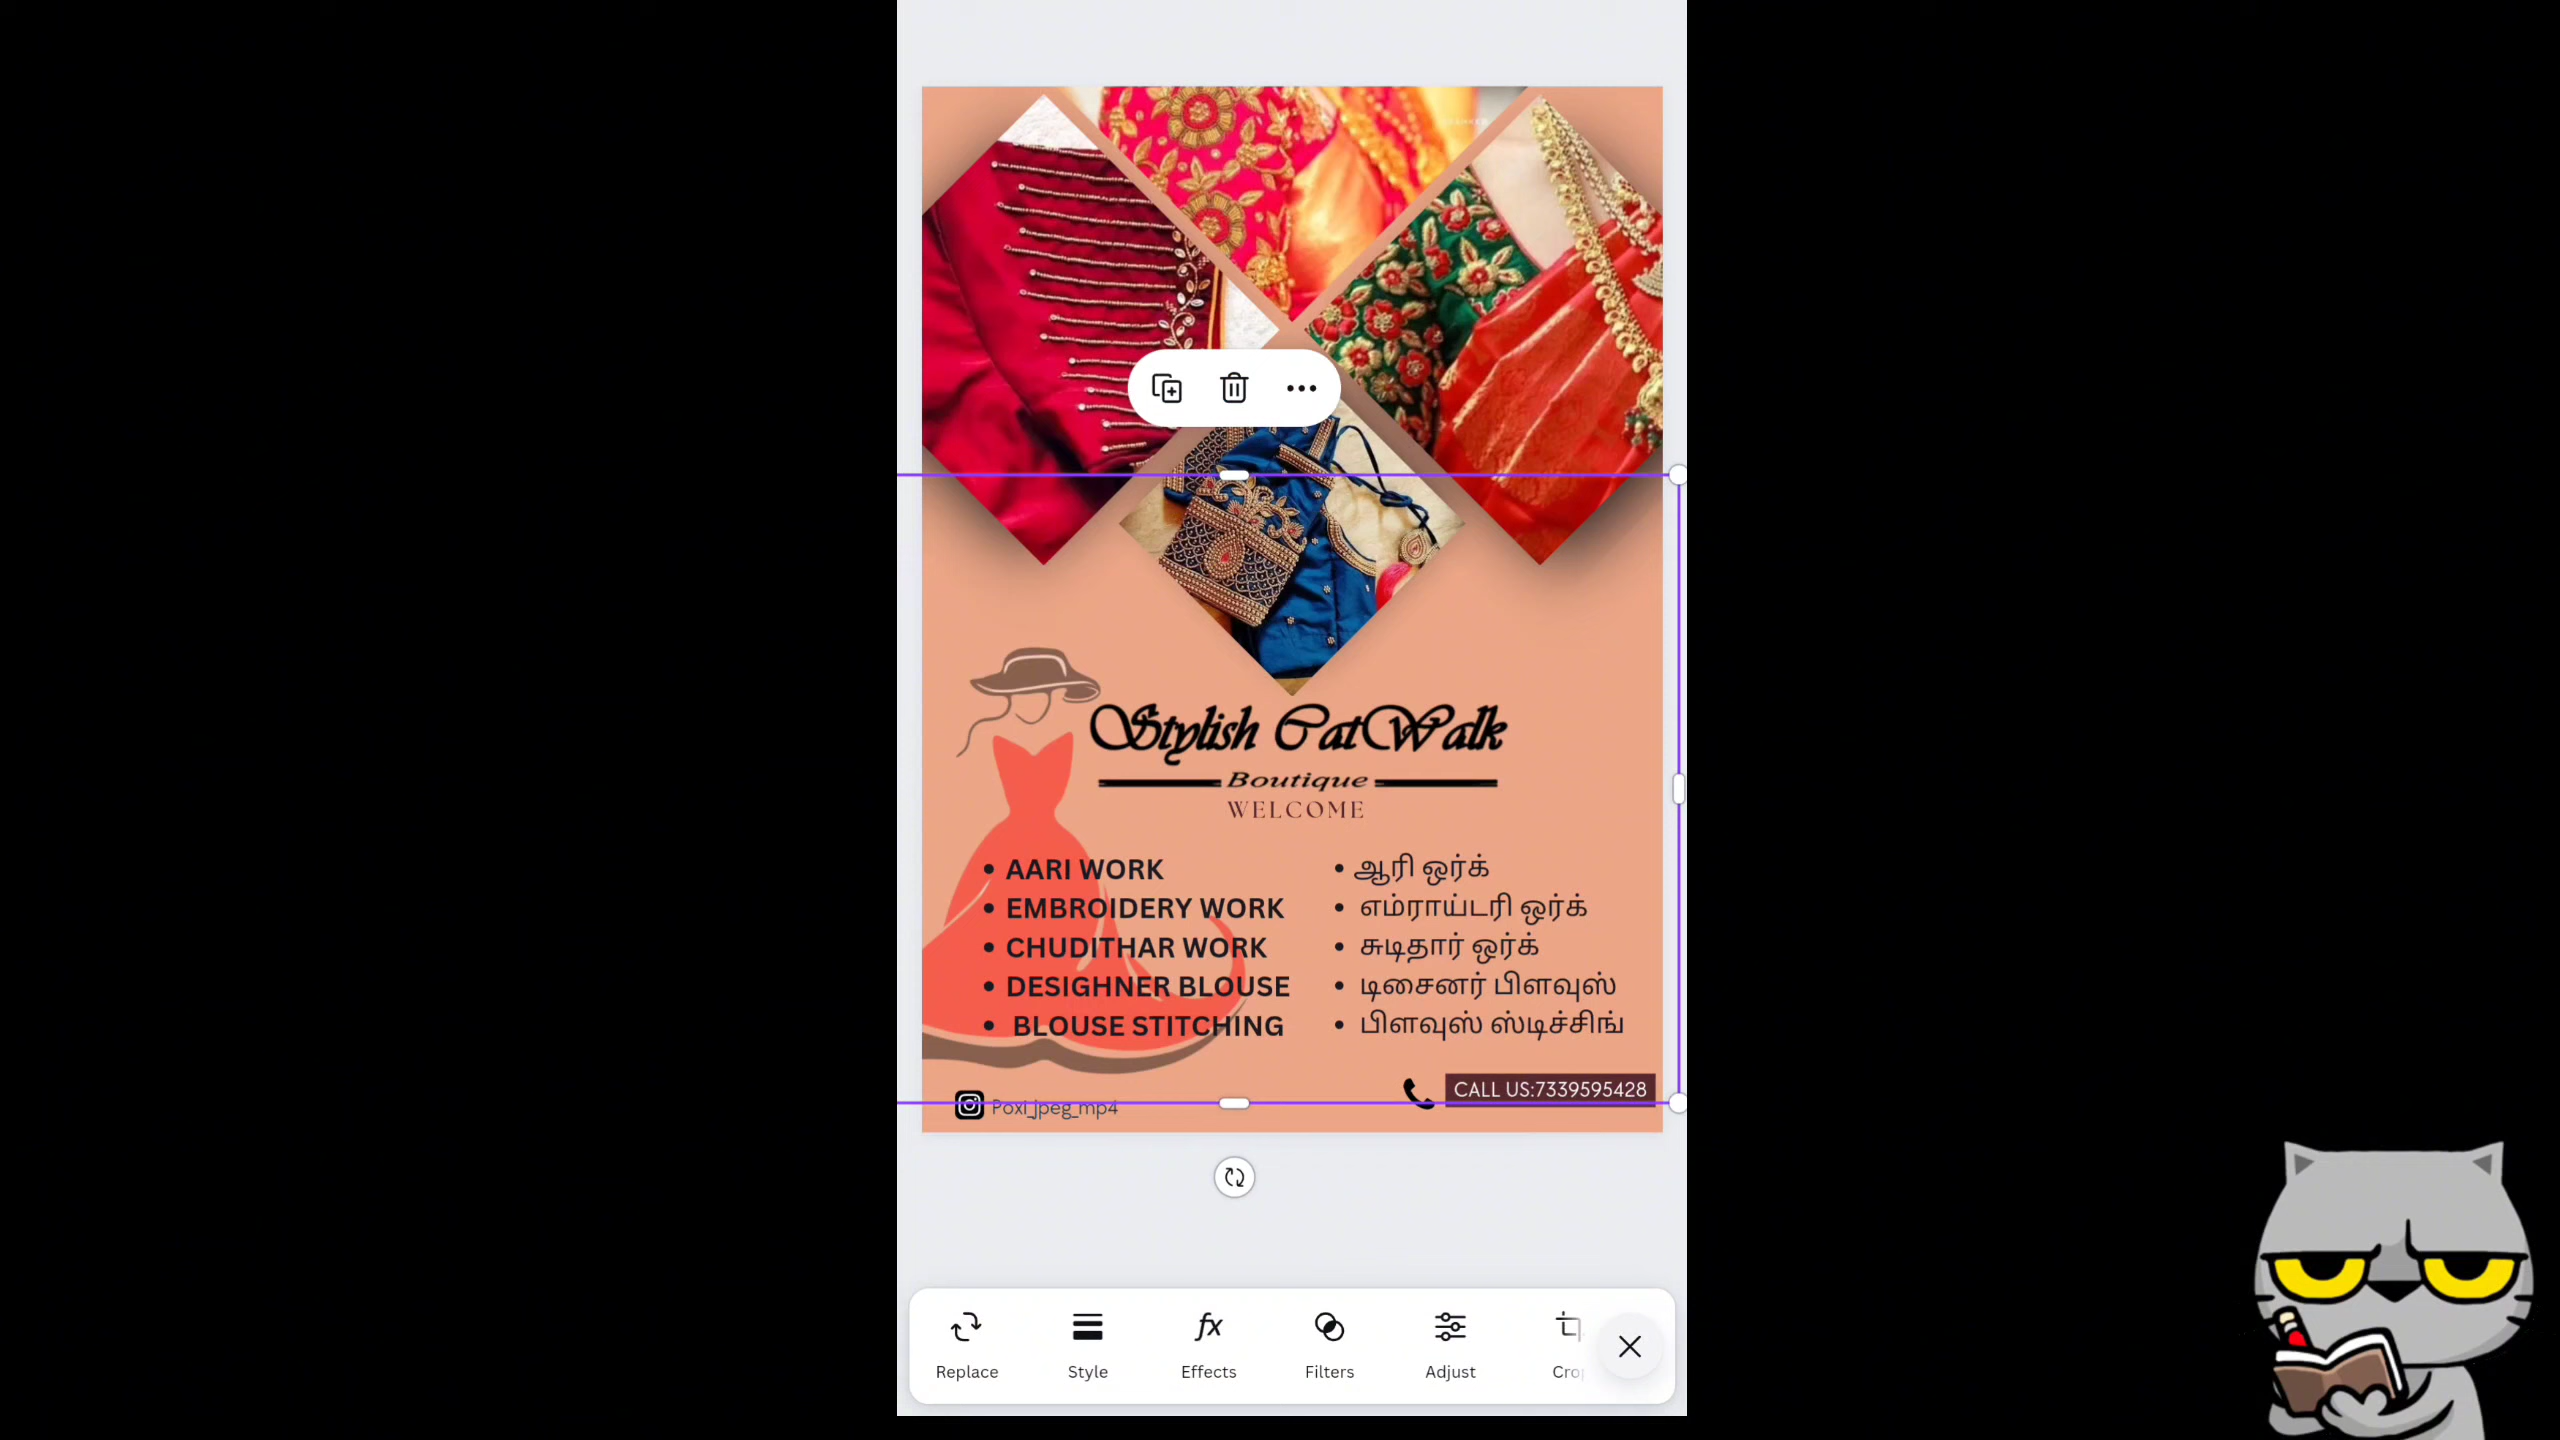 Stylish CatWalk
Boutique
WELCOME
• AARI WORK
• EMBROIDERY WORK
• CHUDITHAR WORK
• DESIGHNER BLOUSE
• BLOUSE STITCHING
• ஆரி ஒர்க்
• எம்ராய்டரி ஒர்க்
• சுடிதார் ஒர்க்
• டிசைனர் பிளவுஸ்
• பிளவுஸ் ஸ்டிச்சிங்
CALL US:7339595428
Poxi_jpeg_mp4
Replace
Style
Effects
Filters
Adjust